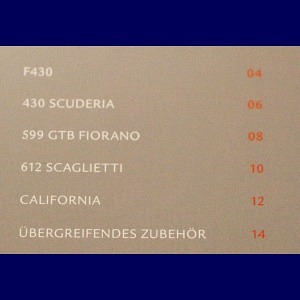 F430 04
430 SCUDERIA 06
599 GTB FIORANO 08
612 SCAGLIETTI 10
CALIFORNIA 12
ÜBERGREIFENDES ZUBEHÖR 14